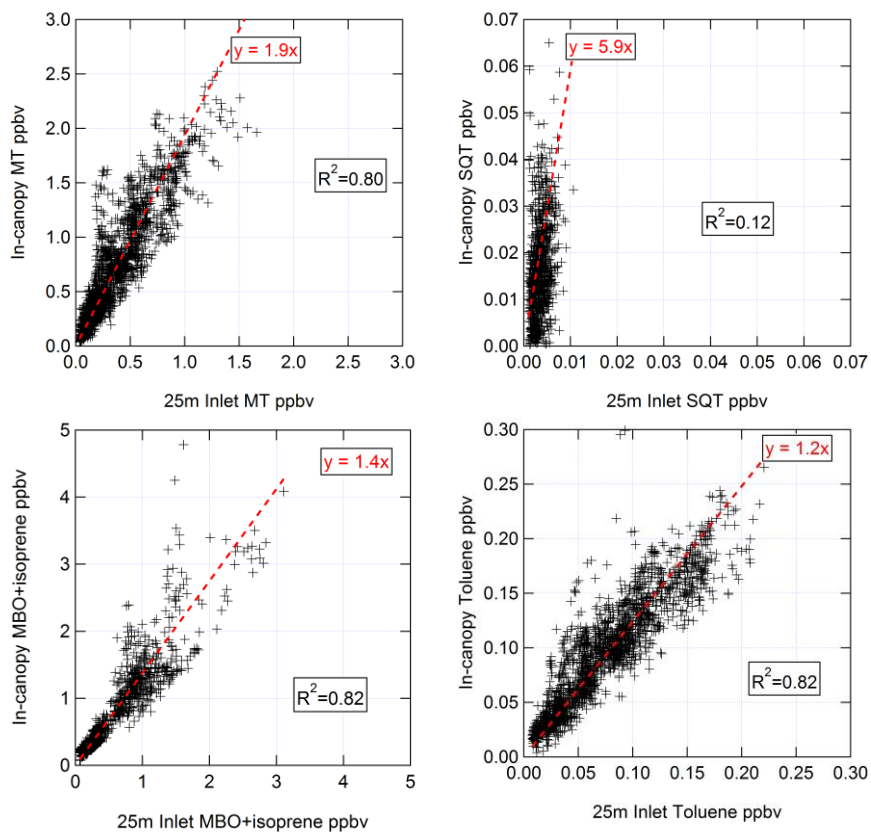 In-canopy MT ppbv
3.0
2.5
2.0
1.5
1.0
0.5
0.0
y = 1.9x
R²=0.80
0.0 0.5 1.0 1.5 2.0 2.5 3.0
25m Inlet MT ppbv
In-canopy SQT ppbv
0.07
0.06
0.05
0.04
0.03
0.02
0.01
0.00
y = 5.9x
R²=0.12
0.00 0.01 0.02 0.03 0.04 0.05 0.06 0.07
25m Inlet SQT ppbv
In-canopy MBO+isoprene ppbv
5
4
3
2
1
0
y = 1.4x
R²=0.82
0 1 2 3 4 5
25m Inlet MBO+isoprene ppbv
In-canopy Toluene ppbv
0.30
0.25
0.20
0.15
0.10
0.05
0.00
y = 1.2x
R²=0.82
0.00 0.05 0.10 0.15 0.20 0.25 0.30
25m Inlet Toluene ppbv